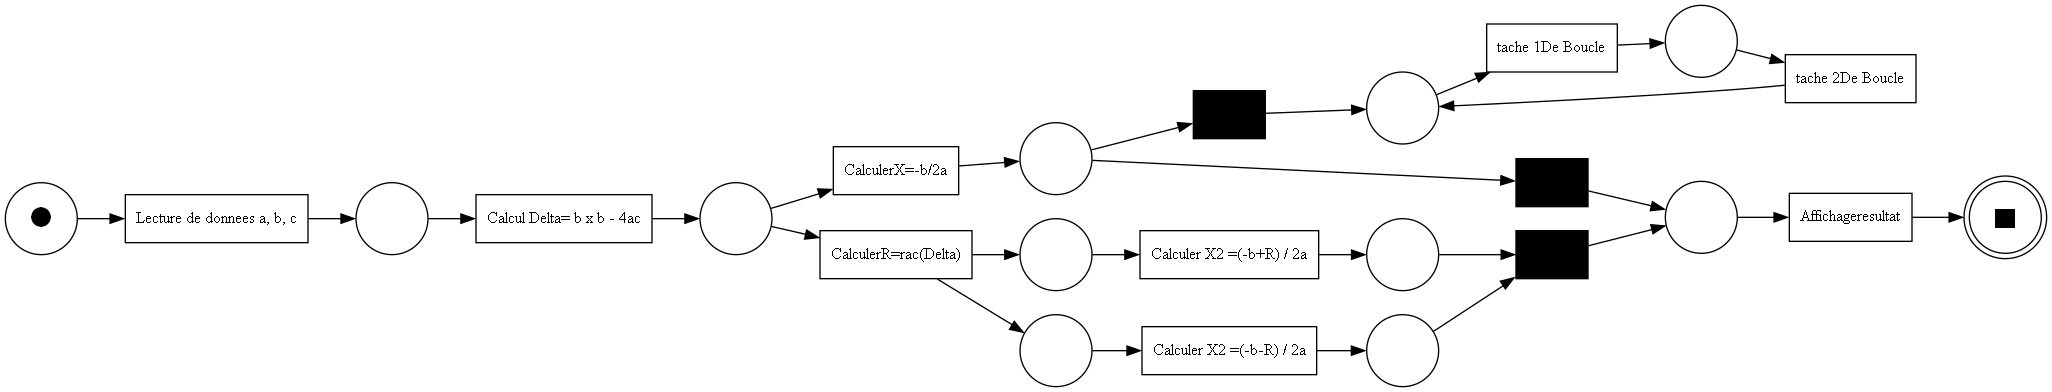 tache 1De Boucle
tache 2De Boucle
CalculerX=-b/2a
Lecture de donnees a, b, c
Calcul Delta= b x b - 4ac
Affichageresultat
CalculerR=rac(Delta)
Calculer X2 =(-b+R) / 2a
Calculer X2 =(-b-R) / 2a